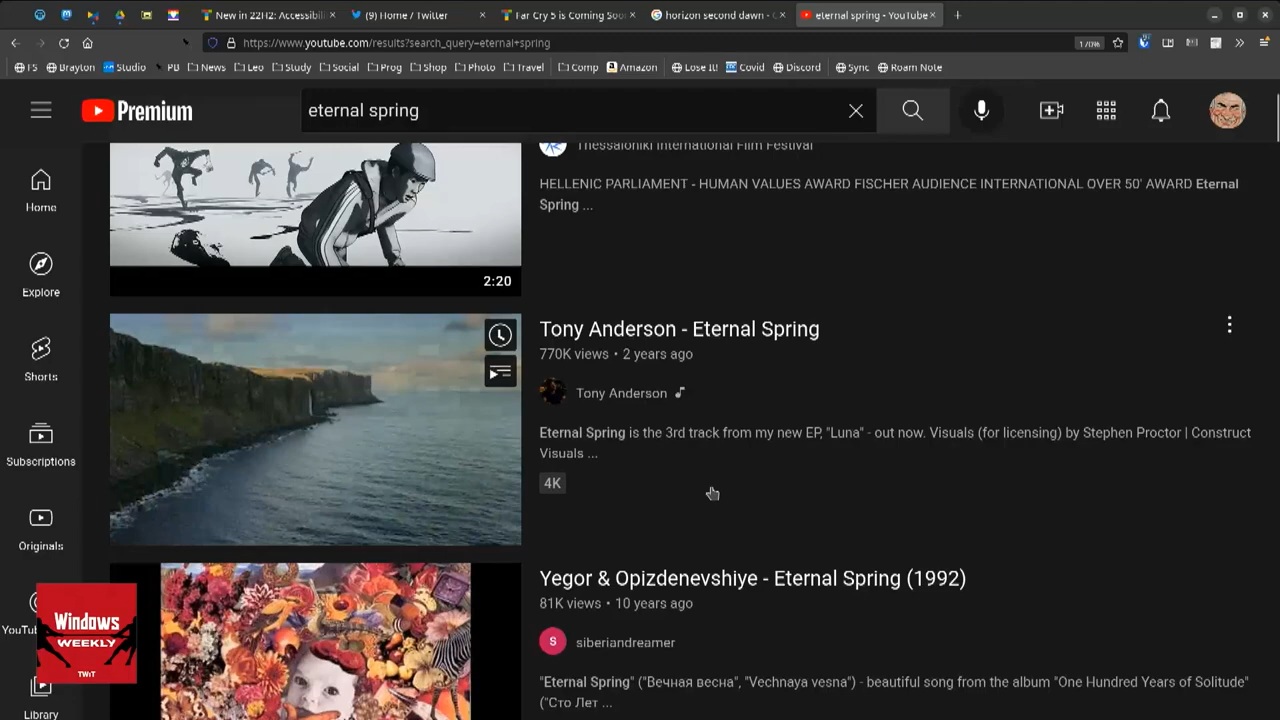 New in 22H2: Accessibili
(9) Home / Twitter
Far Cry 5 is Coming Soo
horizon second dawn - G
eternal spring - YouTube
https://www.youtube.com/results?search_query=eternal+spring
170%
FS
Brayton
Studio
PB
News
Leo
Study
Social
Prog
Shop
Photo
Travel
Comp
Amazon
Lose It!
Covid
Discord
Sync
Roam Note
Premium
eternal spring
Home
Explore
Shorts
Subscriptions
Originals
YouTub
Library
Thessaloniki International Film Festival
HELLENIC PARLIAMENT - HUMAN VALUES AWARD FISCHER AUDIENCE INTERNATIONAL OVER 50' AWARD Eternal
Spring ...
2:20
Tony Anderson - Eternal Spring
770K views • 2 years ago
Tony Anderson
Eternal Spring is the 3rd track from my new EP, "Luna" - out now. Visuals (for licensing) by Stephen Proctor | Construct
Visuals ...
4K
Yegor & Opizdenevshiye - Eternal Spring (1992)
81K views • 10 years ago
S
siberiandreamer
"Eternal Spring" ("Вечная весна", "Vechnaya vesna") - beautiful song from the album "One Hundred Years of Solitude"
("Сто Лет ...
Windows
WEEKLY
TWiT